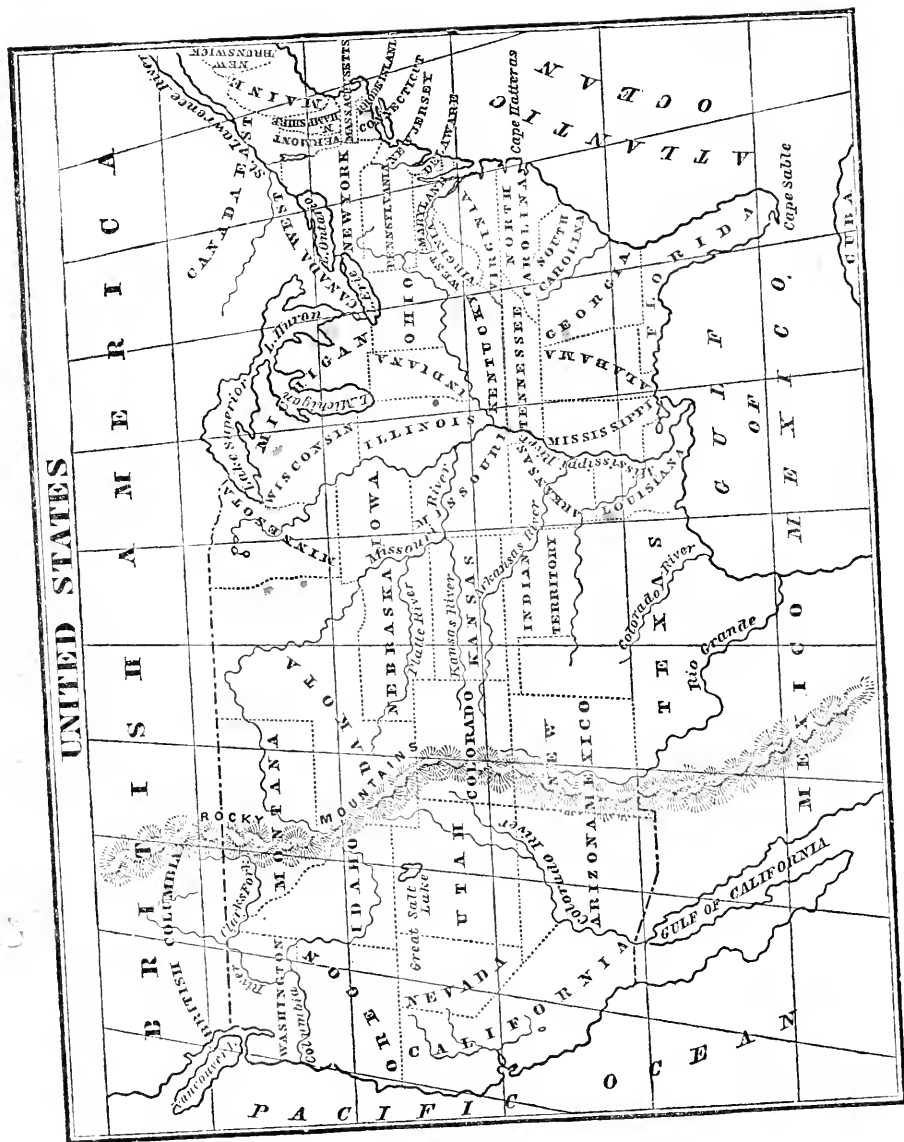 UNITED STATES
BRITISH AMERICA
BRITISH COLUMBIA
Vancouver I.
CANADA EAST
CANADA WEST
NEW
BRUNSWICK
St. Lawrence River
MAINE
N.
HAMPSHIRE
VERMONT
MASSACHUSETTS
RHODE ISLAND
CONNECTICUT
NEW YORK
NEW JERSEY
PENNSYLVANIA
DELAWARE
MARYLAND
L. Ontario
L. Erie
L. Huron
L. Michigan
Lake Superior
MICHIGAN
WISCONSIN
MINNESOTA
ROCKY MOUNTAINS
Clarks Fork
MONTANA
DAKOTA
WASHINGTON
Columbia River
OREGON
IDAHO
IOWA
NEBRASKA
Platte River
Missouri River
ILLINOIS
INDIANA
OHIO
WEST VIRGINIA
VIRGINIA
KENTUCKY
MISSOURI
KANSAS
Kansas River
Arkansas River
COLORADO
UTAH
Great Salt
Lake
NEVADA
CALIFORNIA
Colorado River
ARIZONA
NEW
MEXICO
INDIAN
TERRITORY
ARKANSAS
TENNESSEE
NORTH
CAROLINA
SOUTH
CAROLINA
Cape Hatteras
GEORGIA
ALABAMA
MISSISSIPPI
Mississippi River
LOUISIANA
TEXAS
Colorado River
Rio Grande
FLORIDA
Cape Sable
CUBA
GULF
OF
MEXICO
MEXICO
GULF OF CALIFORNIA
PACIFIC
OCEAN
ATLANTIC
OCEAN